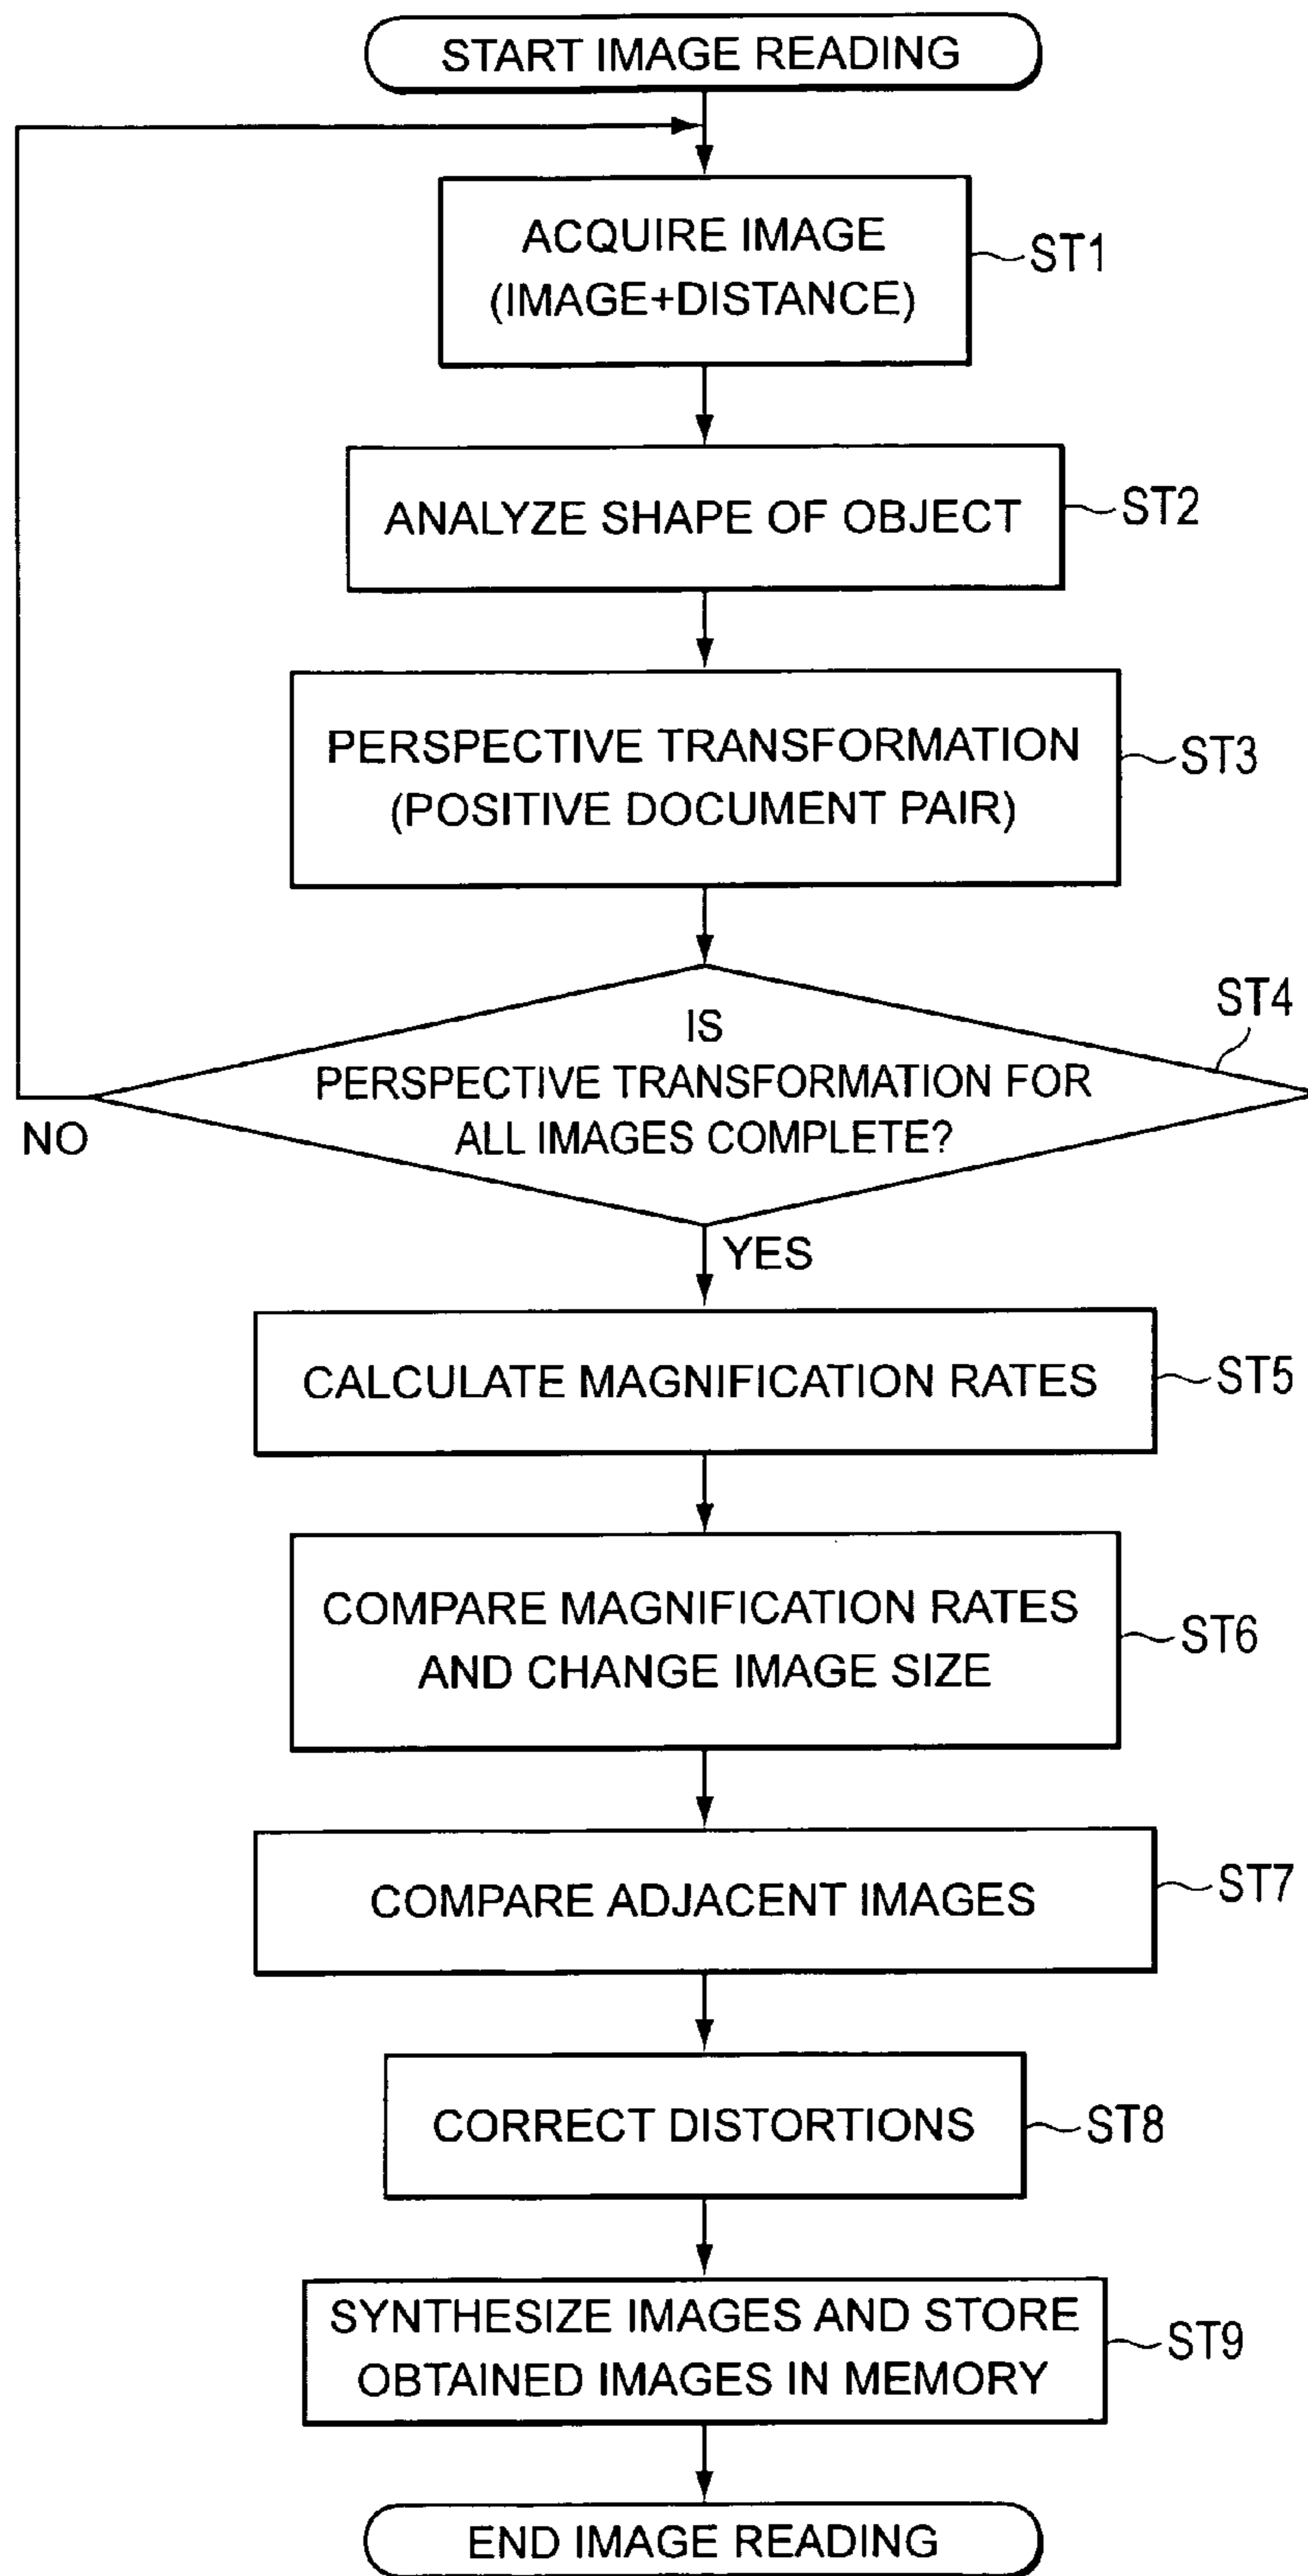 START IMAGE READING
ACQUIRE IMAGE
(IMAGE+DISTANCE)
ST1
ANALYZE SHAPE OF OBJECT
ST2
PERSPECTIVE TRANSFORMATION
(POSITIVE DOCUMENT PAIR)
ST3
IS
PERSPECTIVE TRANSFORMATION FOR
ALL IMAGES COMPLETE?
ST4
NO
YES
CALCULATE MAGNIFICATION RATES
ST5
COMPARE MAGNIFICATION RATES
AND CHANGE IMAGE SIZE
ST6
COMPARE ADJACENT IMAGES
ST7
CORRECT DISTORTIONS
ST8
SYNTHESIZE IMAGES AND STORE
OBTAINED IMAGES IN MEMORY
ST9
END IMAGE READING